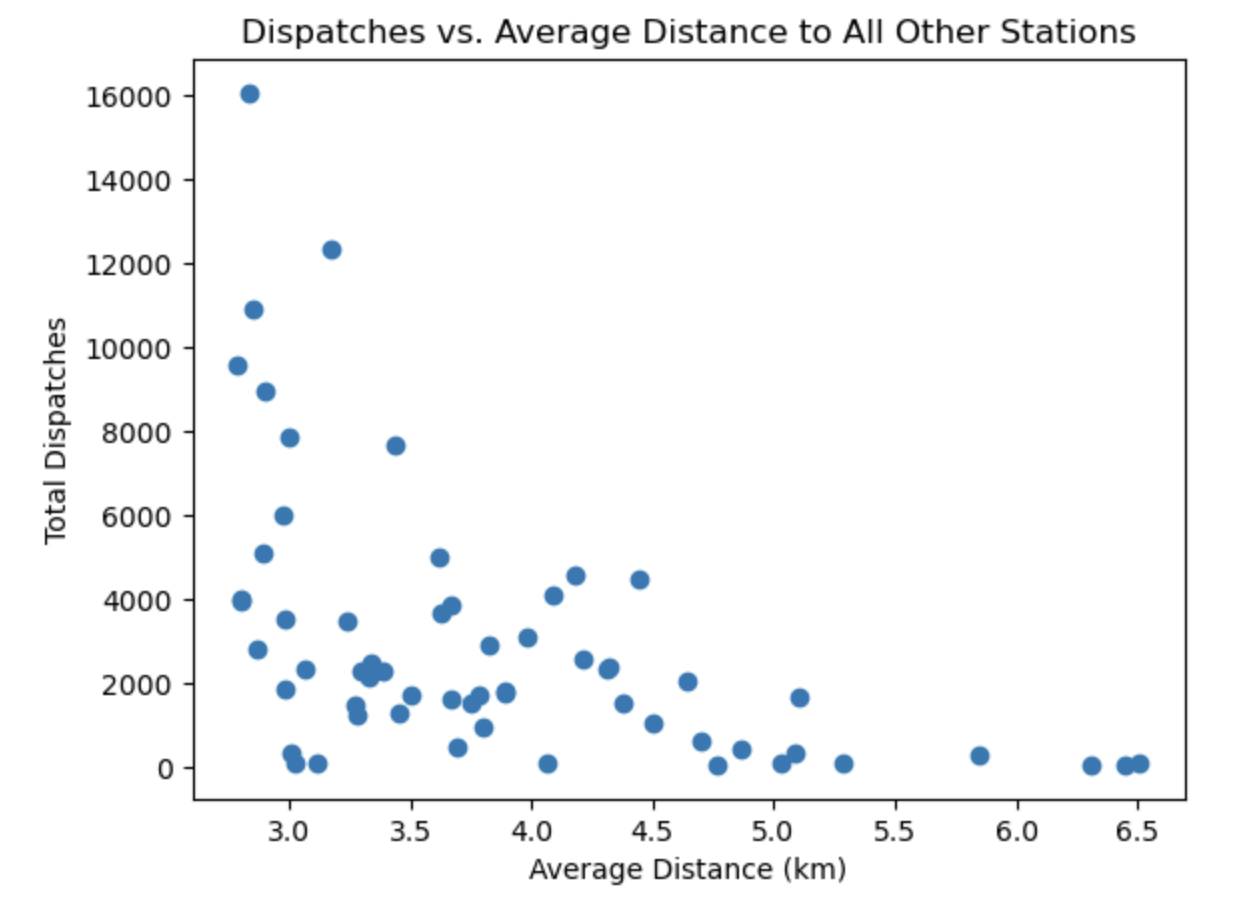 Dispatches vs. Average Distance to All Other Stations
16000
14000
12000
10000
8000
6000
4000
2000
0
Total Dispatches
3.0 3.5 4.0 4.5 5.0 5.5 6.0 6.5
Average Distance (km)